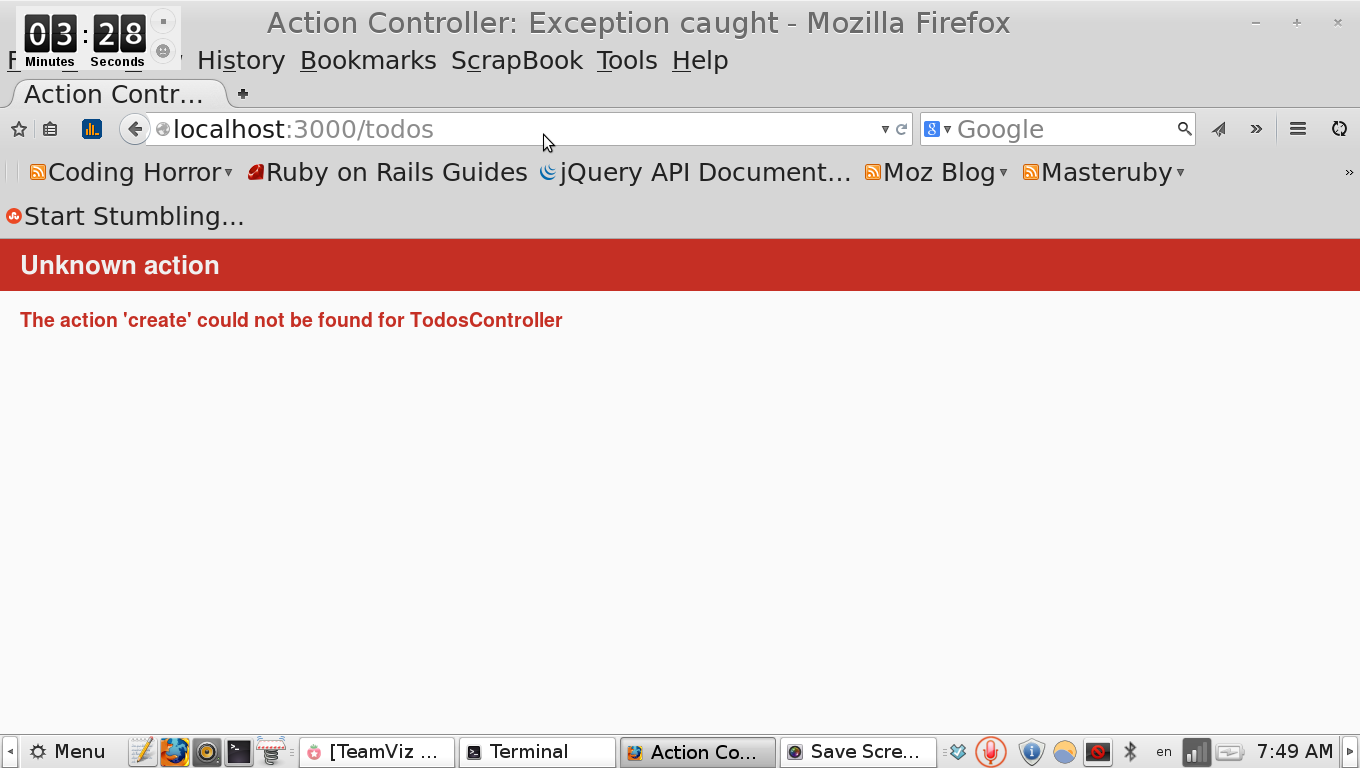 03:28
Minutes Seconds
Action Controller: Exception caught - Mozilla Firefox
History Bookmarks ScrapBook Tools Help
Action Contr...
localhost:3000/todos
Google
Coding Horror
Ruby on Rails Guides
jQuery API Document...
Moz Blog
Masteruby
Start Stumbling...
Unknown action
The action 'create' could not be found for TodosController
Menu
[TeamViz ...
Terminal
Action Co...
Save Scre...
en
7:49 AM